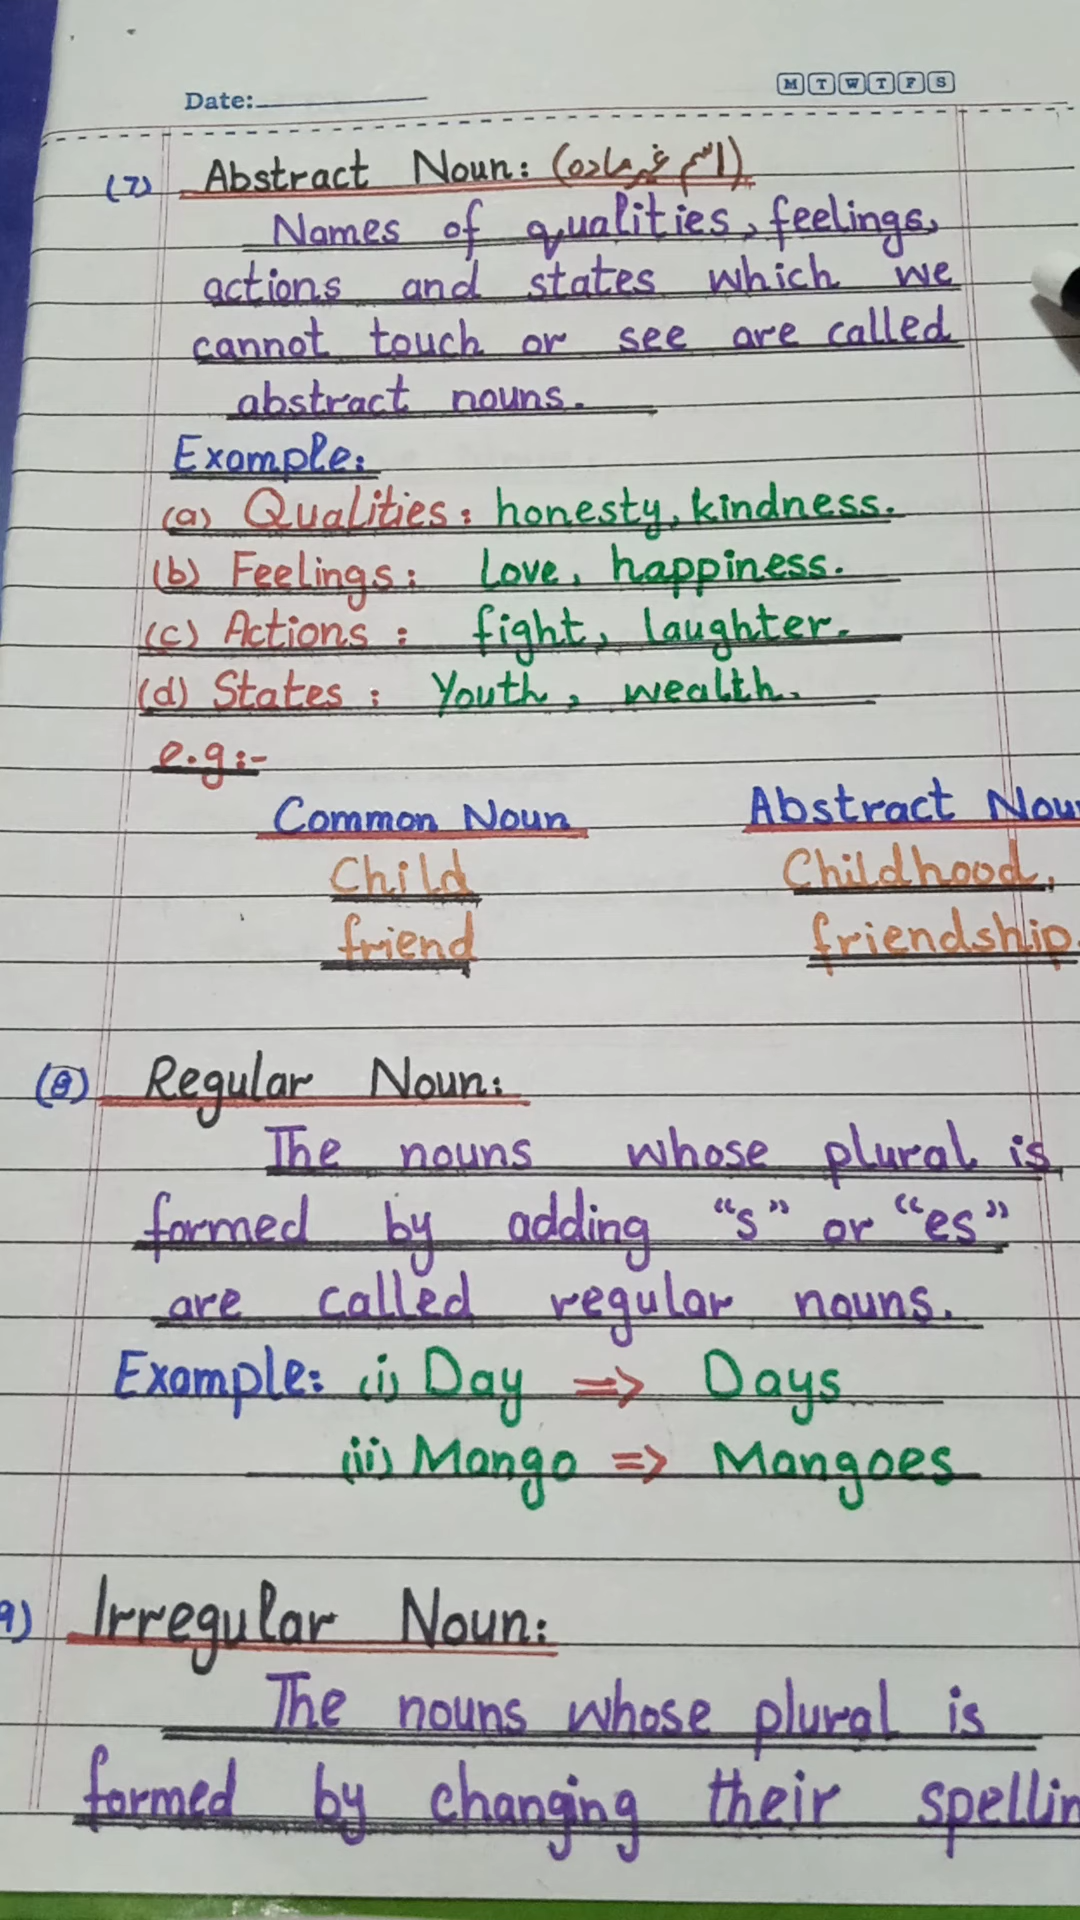 Date:
M T W T F S
(7) Abstract Noun: (اسم غیر مادہ)
Names of qualities, feelings,
actions and states which we
cannot touch or see are called
abstract nouns.
Example:
(a) Qualities: honesty, kindness.
(b) Feelings: Love, happiness.
(c) Actions: fight, laughter.
(d) States: Youth, wealth.
e.g:-
Common Noun Abstract Nou
Child Childhood,
friend friendship.
(8) Regular Noun:
The nouns whose plural is
formed by adding “s” or “es”
are called regular nouns.
Example: (i) Day => Days
(ii) Mango => Mangoes
9) Irregular Noun:
The nouns whose plural is
formed by changing their spellin